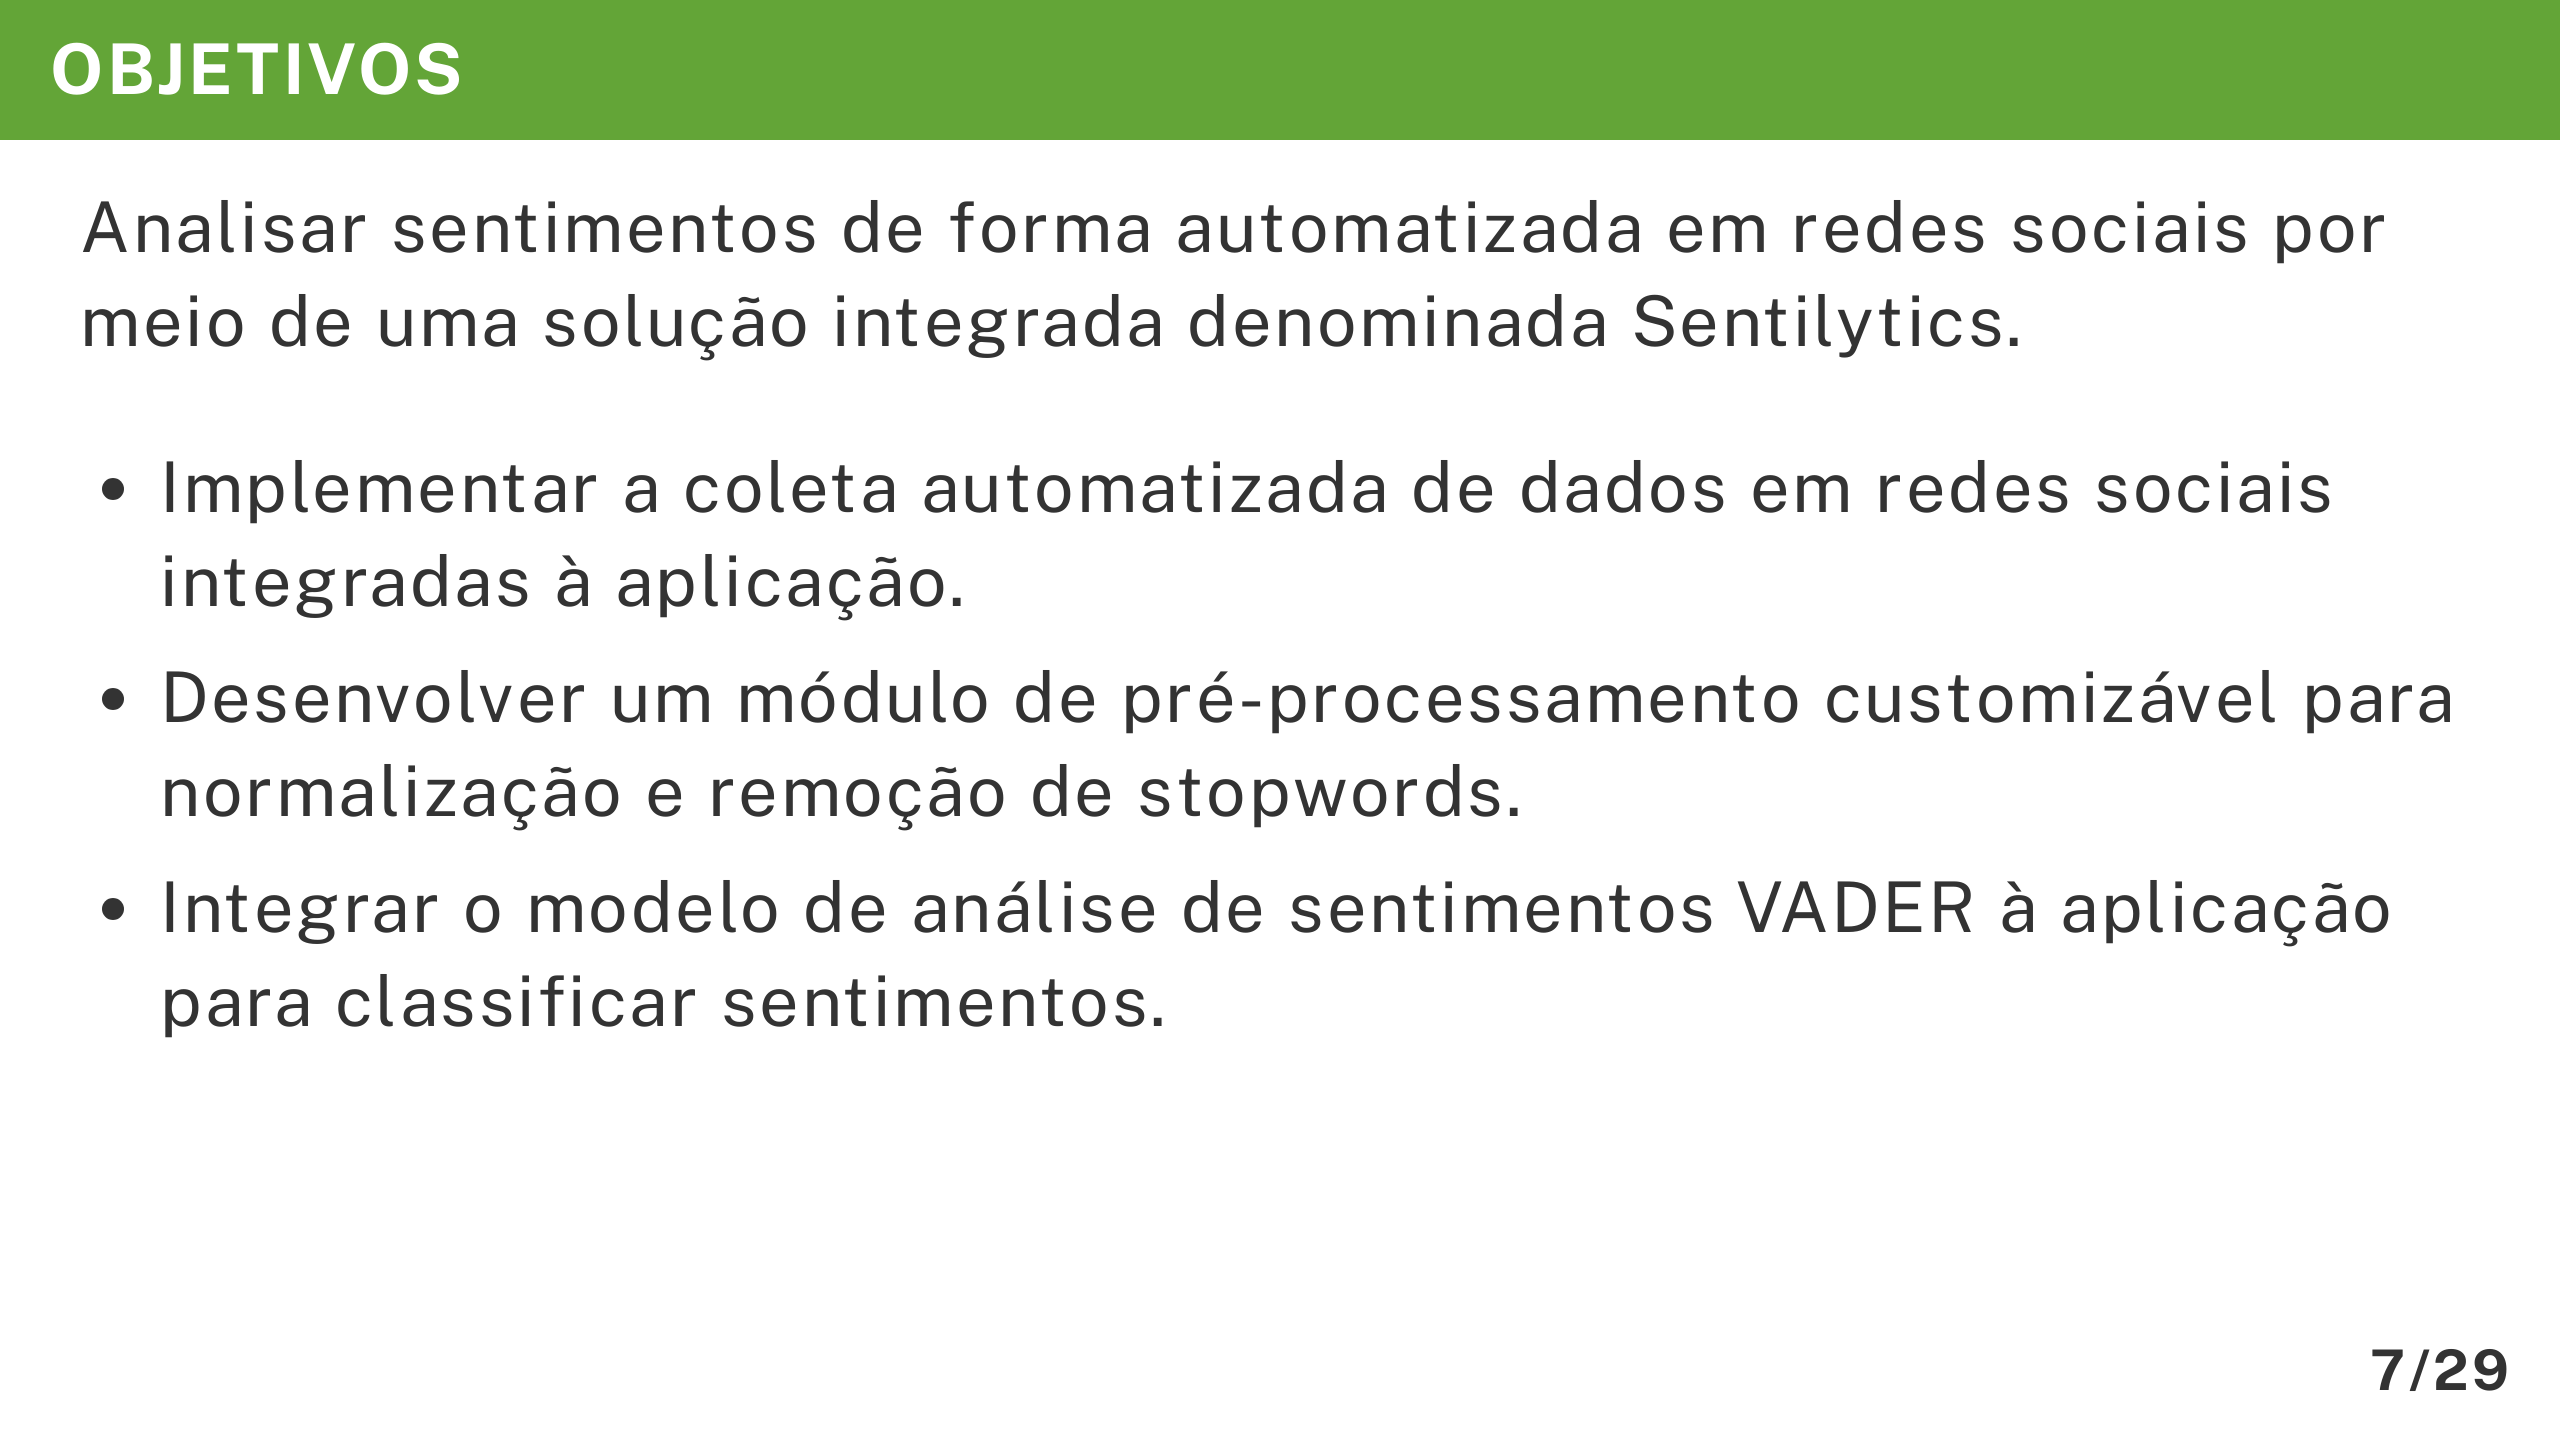 OBJETIVOS
Analisar sentimentos de forma automatizada em redes sociais por
meio de uma solução integrada denominada Sentilytics.
• Implementar a coleta automatizada de dados em redes sociais
integradas à aplicação.
• Desenvolver um módulo de pré-processamento customizável para
normalização e remoção de stopwords.
• Integrar o modelo de análise de sentimentos VADER à aplicação
para classificar sentimentos.
7/29